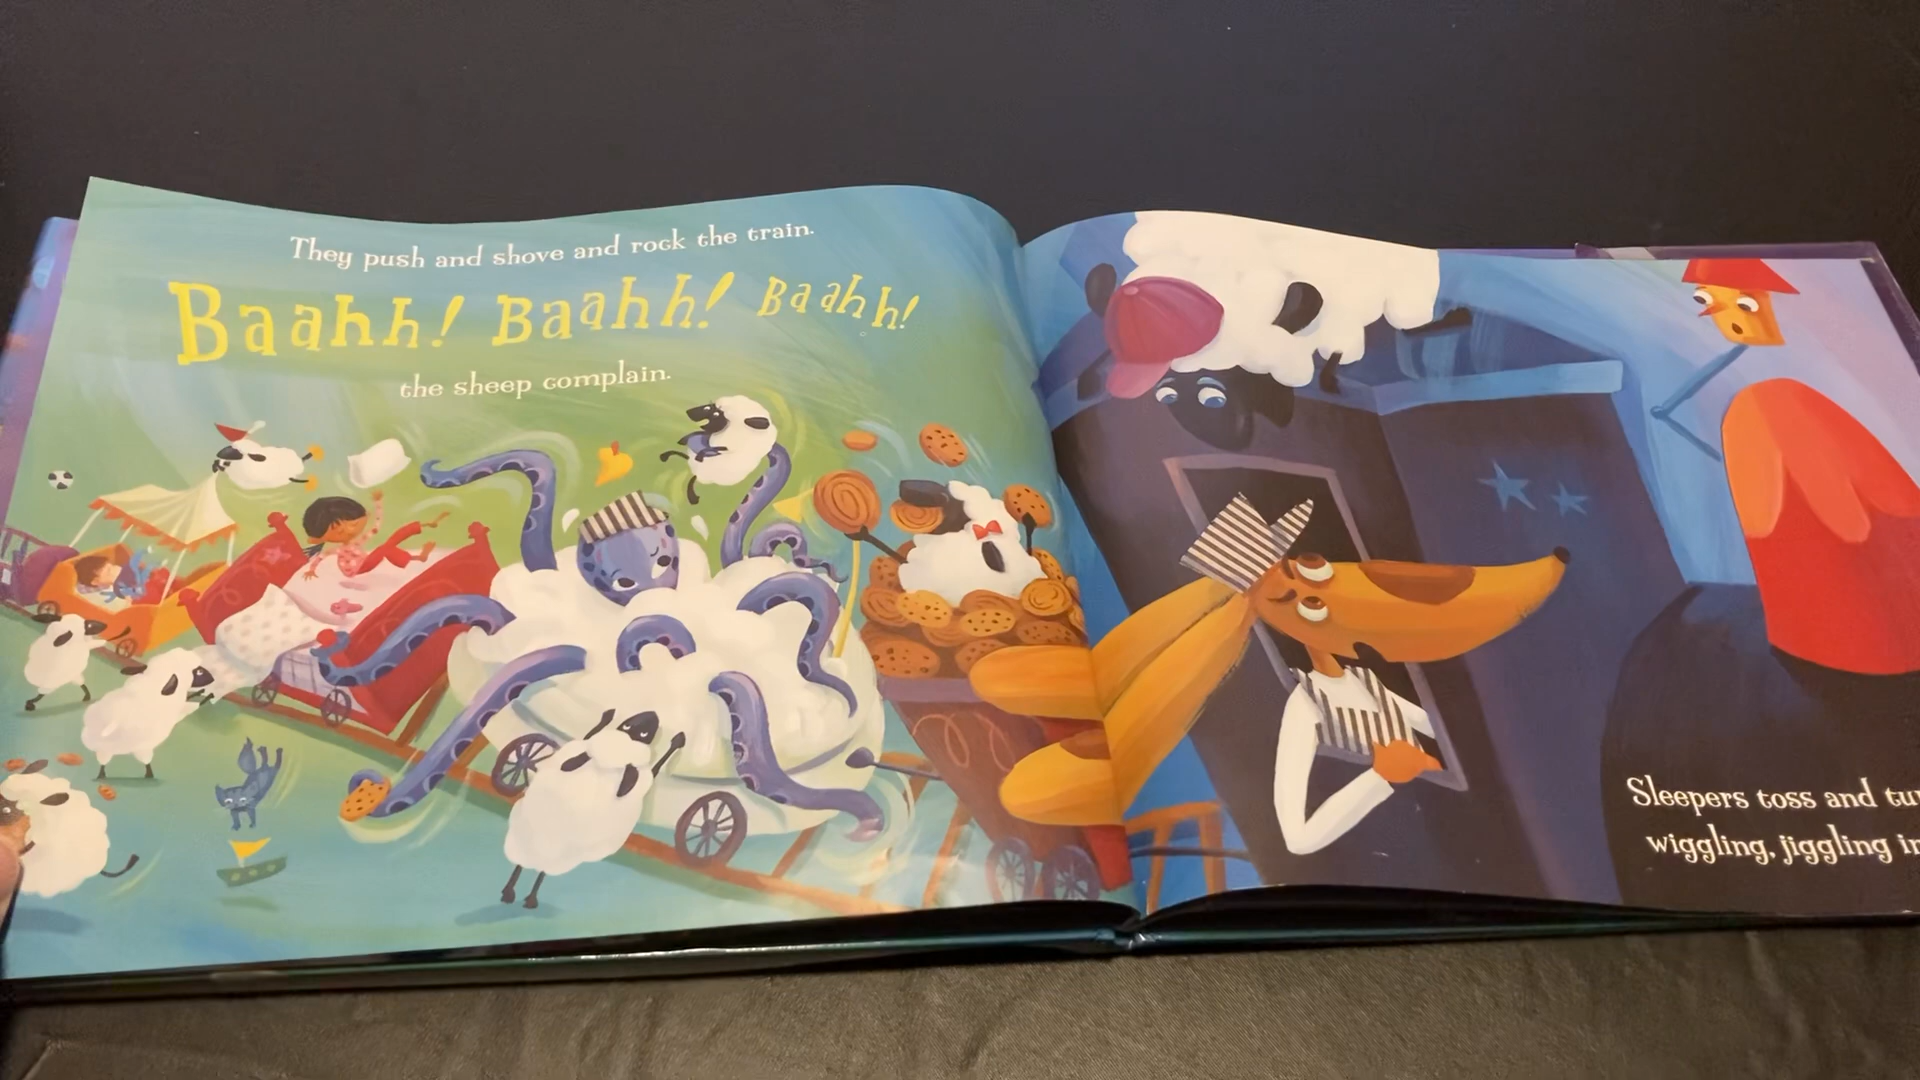 They push and shove and rock the train.
Baahh! Baahh! Baahh!
the sheep complain.
Sleepers toss and
wiggling, jiggling